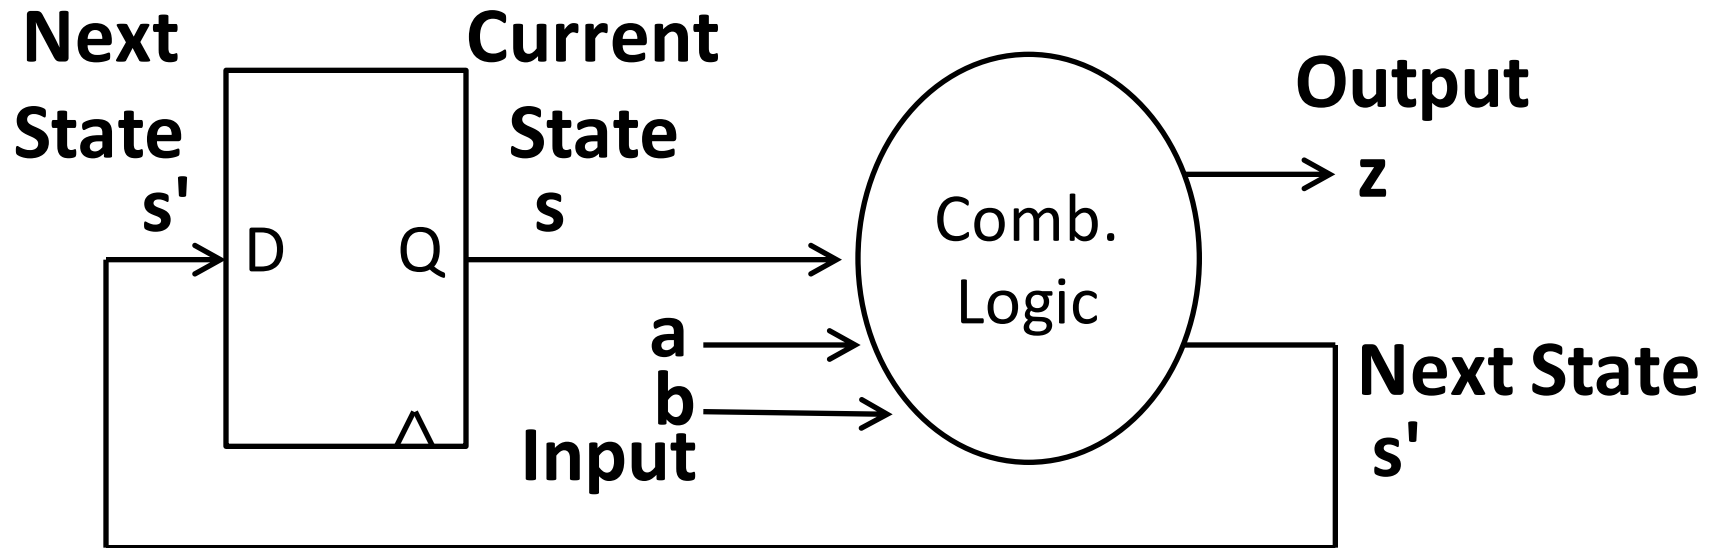 Next
State
s'
D
Q
Current
State
s
a
b
Input
Comb.
Logic
Output
z
Next State
s'